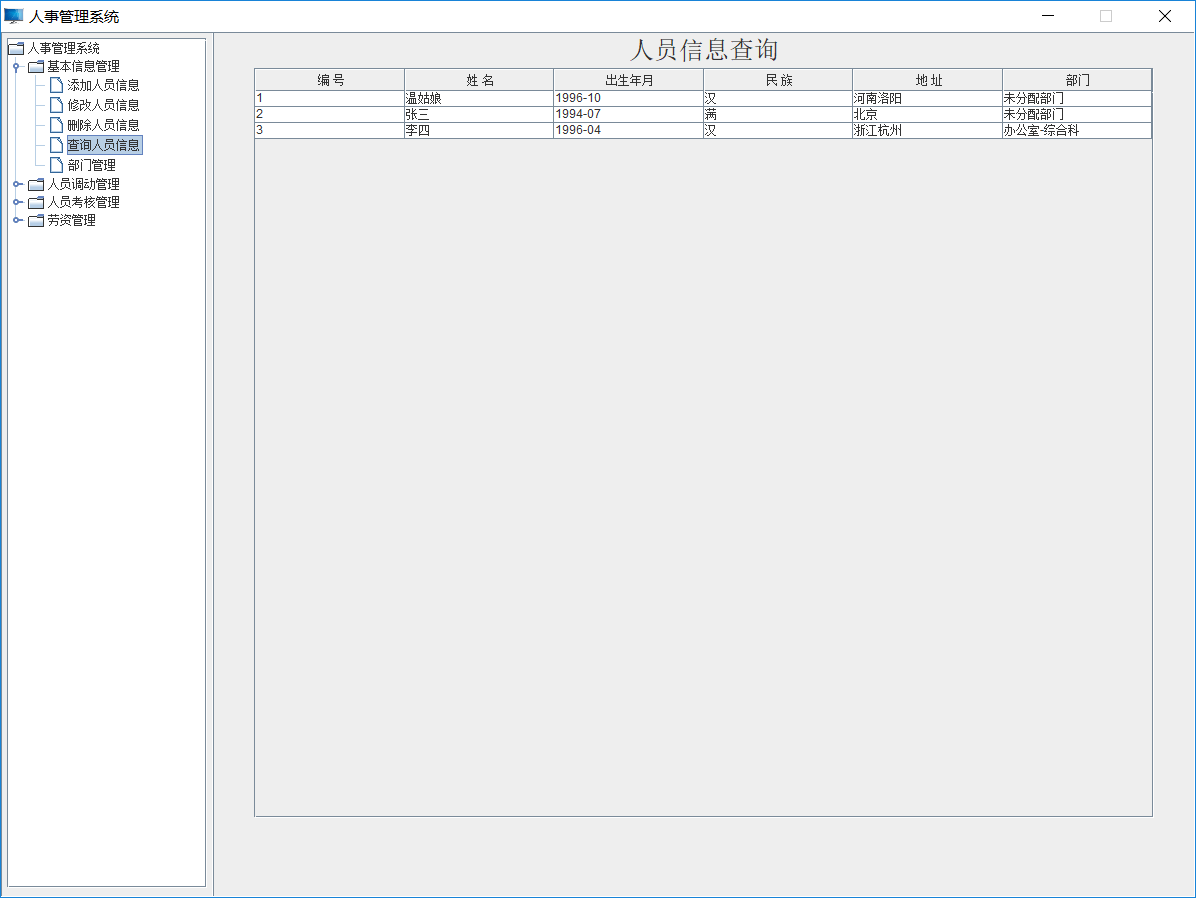 人事管理系统
人事管理系统
基本信息管理
添加人员信息
修改人员信息
删除人员信息
查询人员信息
部门管理
人员调动管理
人员考核管理
劳资管理
人员信息查询
编号 姓名 出生年月 民族 地址 部门
1 温姑娘 1996-10 汉 河南洛阳 未分配部门
2 张三 1994-07 满 北京 未分配部门
3 李四 1996-04 汉 浙江杭州 办公室-综合科